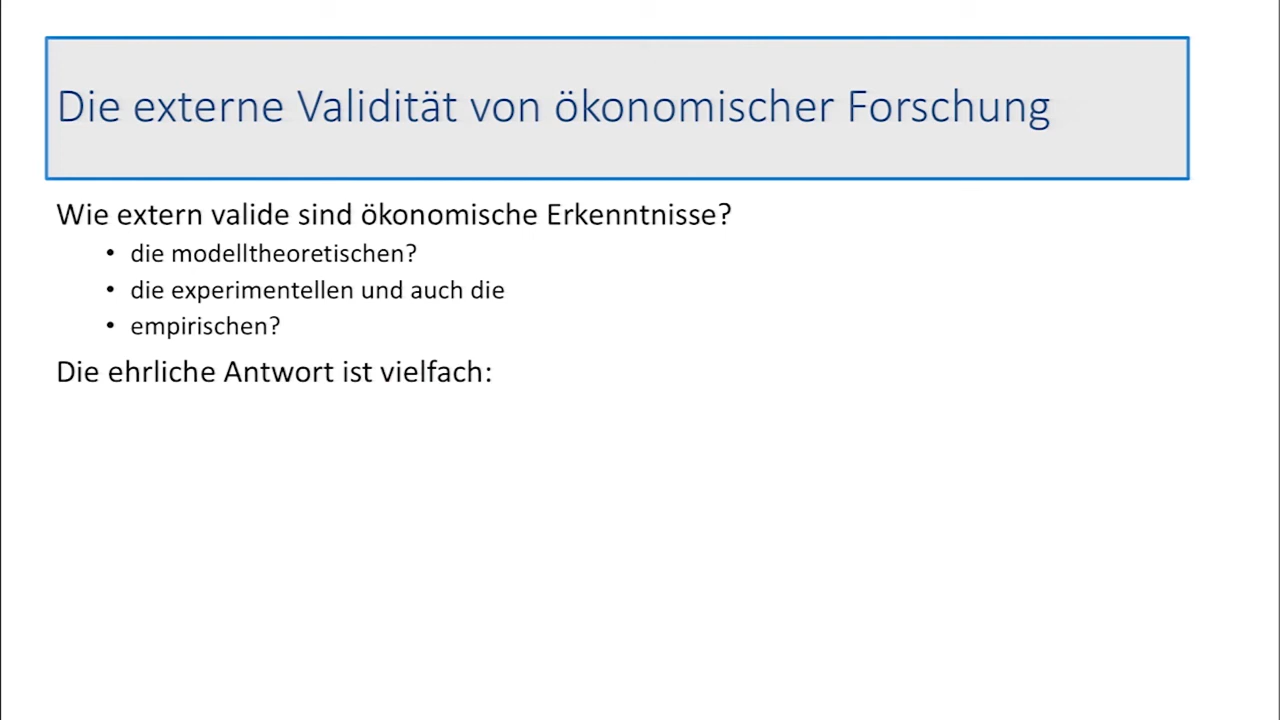 Die externe Validität von ökonomischer Forschung
Wie extern valide sind ökonomische Erkenntnisse?
• die modelltheoretischen?
• die experimentellen und auch die
• empirischen?
Die ehrliche Antwort ist vielfach: